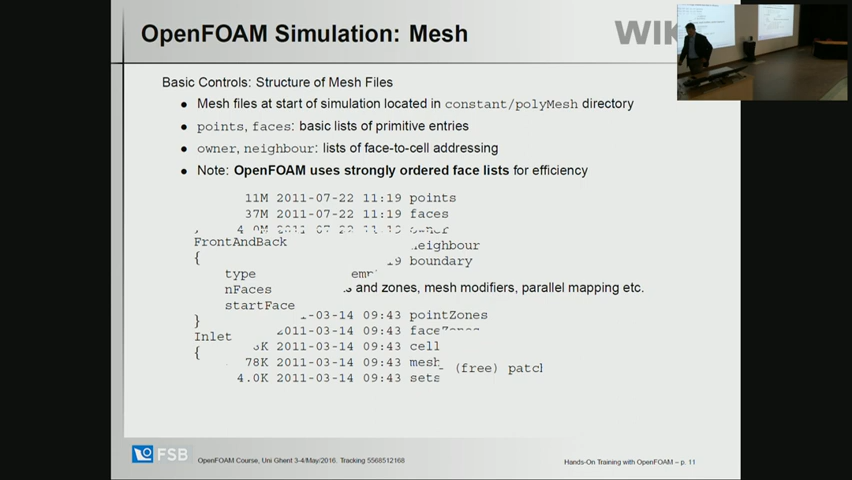 OpenFOAM Simulation: Mesh
WIK
Basic Controls: Structure of Mesh Files
Mesh files at start of simulation located in constant/polyMesh directory
points, faces: basic lists of primitive entries
owner, neighbour: lists of face-to-cell addressing
Note: OpenFOAM uses strongly ordered face lists for efficiency
11M 2011-07-22 11:19 points
37M 2011-07-22 11:19 faces
4.0M 2011-07-22 11:19 owner
FrontAndBack neighbour
{ 19 boundary
type
nFaces and zones, mesh modifiers, parallel mapping etc.
startFace
} -03-14 09:43 pointZones
2011-03-14 09:43 faceZones
Inlet
{ K 2011-03-14 09:43 cell
78K 2011-03-14 09:43 mesh
(free) patch
4.0K 2011-03-14 09:43 sets
FSB
OpenFOAM Course, Uni Ghent 3-4/May/2016. Tracking 5568512168
Hands-On Training with OpenFOAM – p. 11